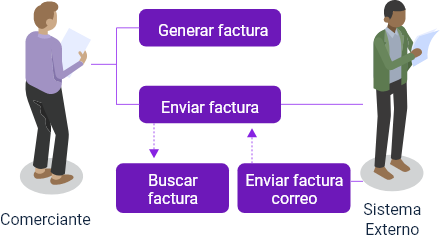 Generar factura
Enviar factura
Buscar
factura
Enviar factura
correo
Comerciante
Sistema
Externo